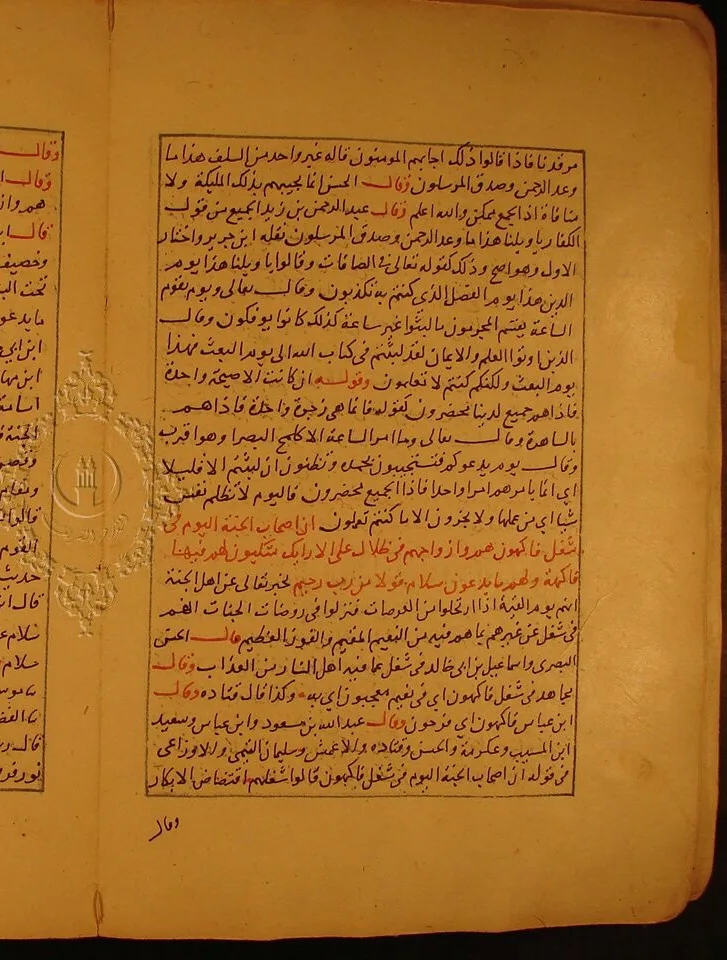 مرقدنا فاذا قالوا ذلك اجابهم المومنون قاله غير واحد من السلف هذا ما
وعد الرحمن وصدق المرسلون وقال الحسن انما يجيبهم بذلك المليكة ولا
منافاة اذ الجمع ممكن والله اعلم وقال عبد الرحمن بن زيد الجميع من قول
الكفار يا ويلنا هذا ما وعد الرحمن وصدق المرسلون نقله ابن جرير واختار
الاول وهو اصح وذلك كقوله تعالى في الصافات وقالوا يا ويلنا هذا يوم
الدين هذا يوم الفصل الذي كنتم به تكذبون وقال تعالى ويوم تقوم
الساعة يقسم المجرمون ما لبثوا غير ساعة كذلك كانوا يوفكون وقال
الذين اوتوا العلم والايمان لقد لبثتم في كتاب الله الى يوم البعث فهذا
يوم البعث ولكنكم كنتم لا تعلمون وقوله ان كانت الا صيحة واحدة
فاذا هم جميع لدينا محضرون كقوله فانما هي زجرة واحدة فاذا هم
بالساهرة وقال تعالى وما امر الساعة الا كلمح البصر او هو اقرب
وقال يوم يدعوكم فتستجيبون بحمده وتظنون ان لبثتم الا قليلا
اي انما يامرهم امرا واحدا فاذا الجميع محضرون فاليوم لا تظلم نفس
شيا اي من عملها ولا تجزون الا ما كنتم تعملون ان اصحاب الجنة اليوم في
شغل فاكهون هم وازواجهم في ظلال على الارايك متكيون لهم فيها
فاكهة ولهم ما يدعون سلام قولا من رب رحيم يخبر تعالى عن اهل الجنة
انهم يوم القيمة اذا ارتحلوا من العرصات فنزلوا في روضات الجنات انهم
في شغل عن غيرهم بما هم فيه من النعيم المقيم والفوز العظيم قال الحسن
البصرى واسماعيل بن ابي خالد في شغل عما فيه اهل النار من العذاب وقال
مجاهد في شغل فاكهون اي في نعيم معجبون اي به وكذا قال قتاده وقال
ابن عباس فاكهون اي فرحون وقال عبد الله بن مسعود وابن عباس وسعيد
ابن المسيب وعكرمة والحسن وقتاده والاعمش وسليمان التيمي والاوزاعى
في قوله ان اصحاب الجنة اليوم في شغل فاكهون قالوا شغلهم افتضاض الابكار
وقال